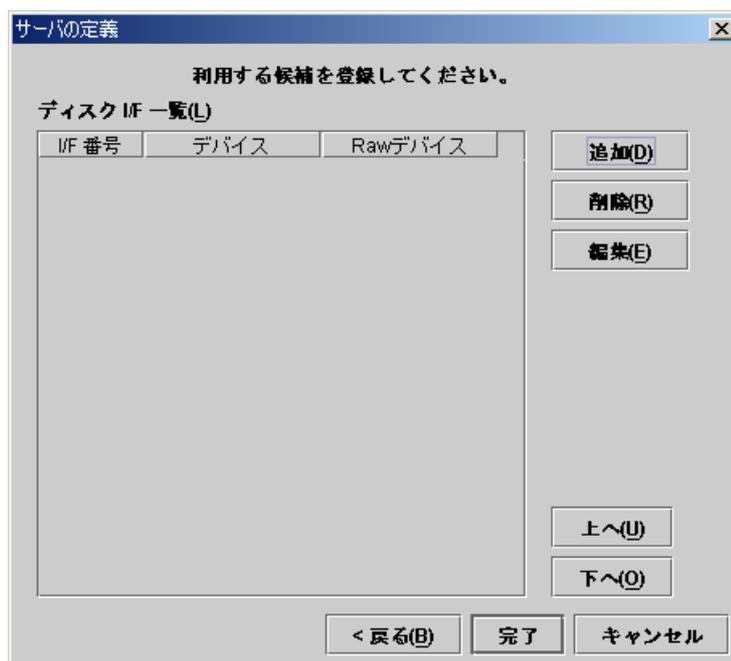 サーバの定義
利用する候補を登録してください。
ディスク I/F 一覧(L)
I/F 番号 デバイス Rawデバイス
追加(D)
削除(R)
編集(E)
上へ(U)
下へ(O)
< 戻る(B) 完了 キャンセル